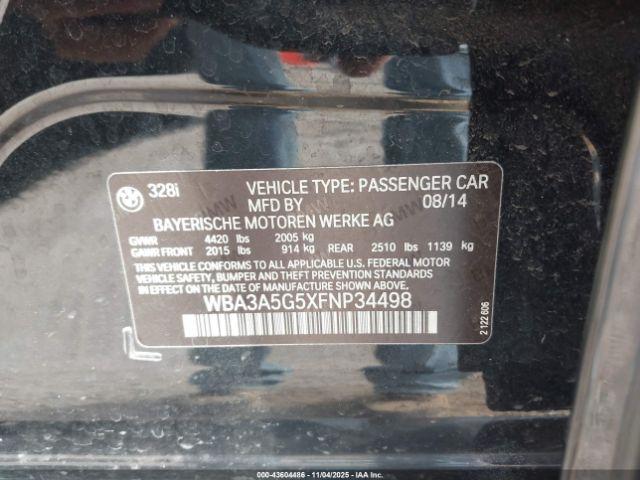 328i VEHICLE TYPE: PASSENGER CAR
MFD BY 08/14
BAYERISCHE MOTOREN WERKE AG
GVWR 4420 lbs 2005 kg
GAWR FRONT 2015 lbs 914 kg REAR 2510 lbs 1139 kg
THIS VEHICLE CONFORMS TO ALL APPLICABLE U.S. FEDERAL MOTOR
VEHICLE SAFETY, BUMPER AND THEFT PREVENTION STANDARDS
IN EFFECT ON THE DATE OF MANUFACTURE SHOWN ABOVE.
WBA3A5G5XFNP34498
2 122 606
©-43604486 - 11/04/2025 - IAA Inc.